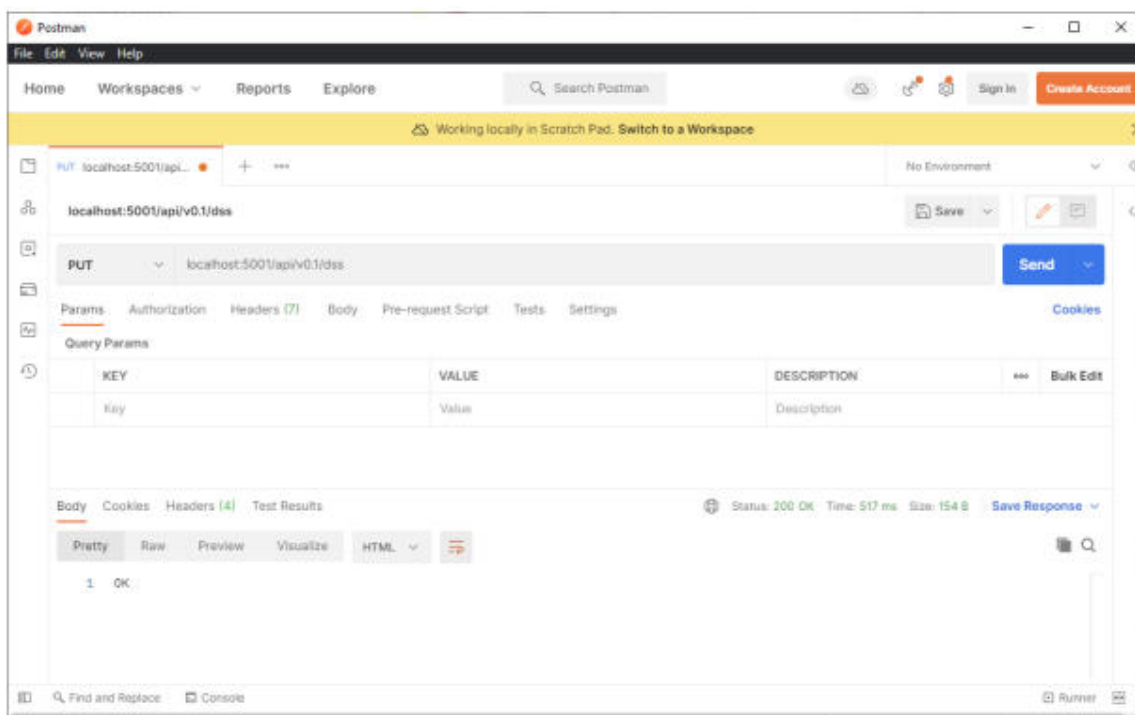 Postman
File Edit View Help
Home Workspaces Reports Explore Search Postman Sign In Create Account
Working locally in Scratch Pad. Switch to a Workspace
PUT localhost:5001/api... + ••• No Environment
localhost:5001/api/v0.1/dss Save
PUT localhost:5001/api/v0.1/dss Send
Params Authorization Headers (7) Body Pre-request Script Tests Settings Cookies
Query Params
KEY VALUE DESCRIPTION ••• Bulk Edit
Key Value Description
Body Cookies Headers (4) Test Results Status: 200 OK Time: 517 ms Size: 154 B Save Response
Pretty Raw Preview Visualize HTML
1 OK
Find and Replace Console Runner